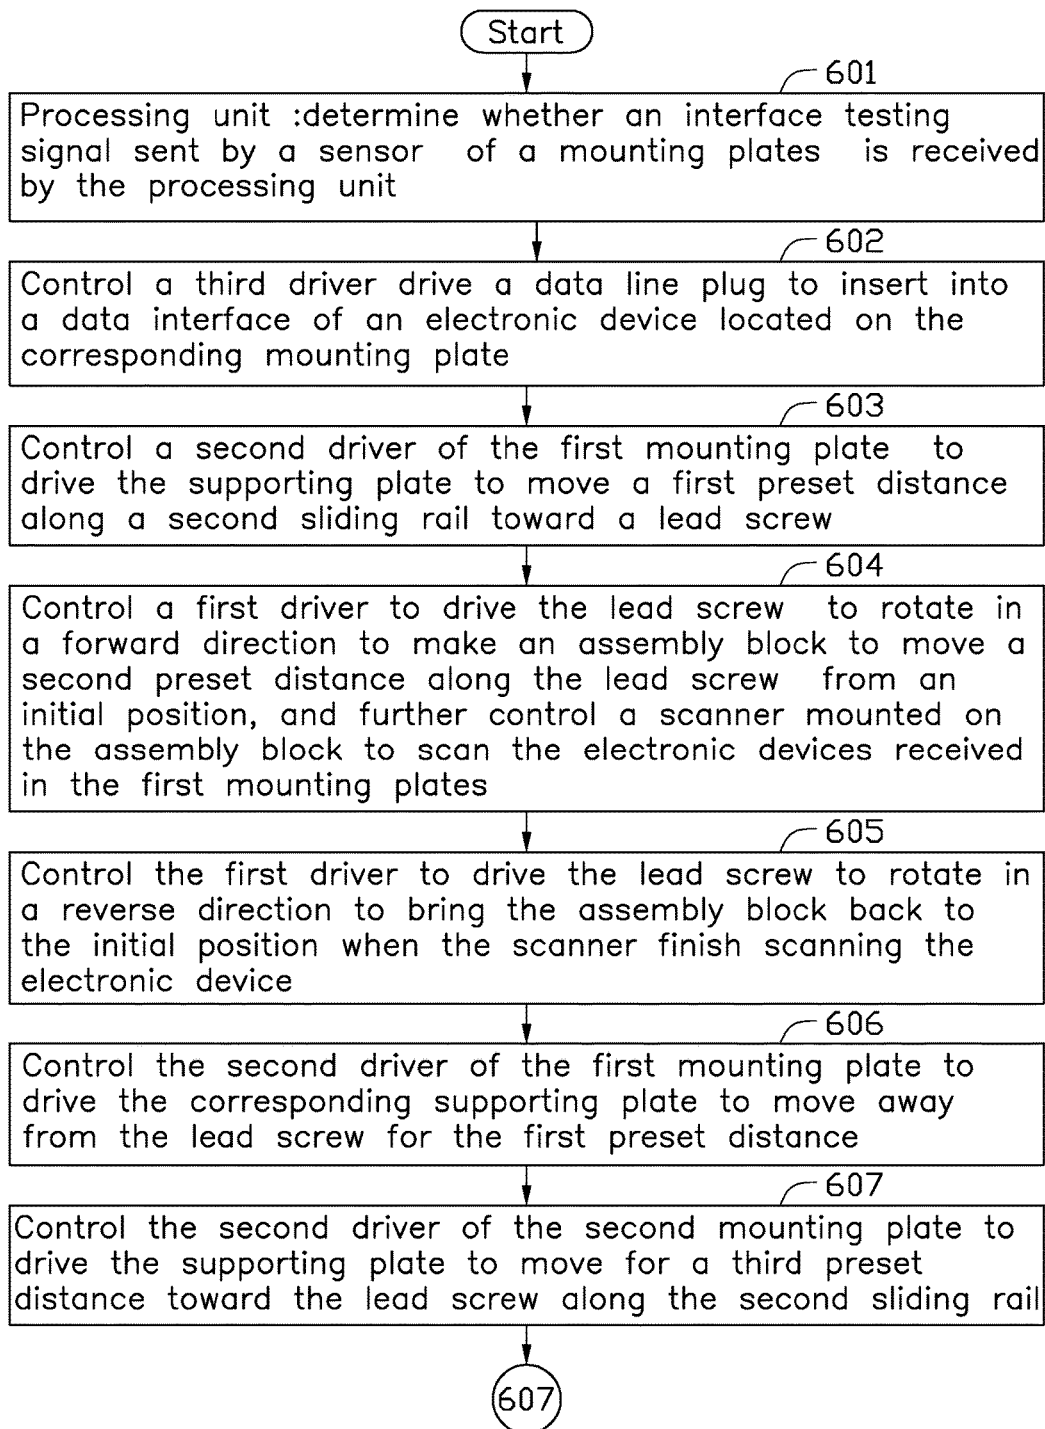 Start
601
Processing unit :determine whether an interface testing
signal sent by a sensor of a mounting plates is received
by the processing unit
602
Control a third driver drive a data line plug to insert into
a data interface of an electronic device located on the
corresponding mounting plate
603
Control a second driver of the first mounting plate to
drive the supporting plate to move a first preset distance
along a second sliding rail toward a lead screw
604
Control a first driver to drive the lead screw to rotate in
a forward direction to make an assembly block to move a
second preset distance along the lead screw from an
initial position, and further control a scanner mounted on
the assembly block to scan the electronic devices received
in the first mounting plates
605
Control the first driver to drive the lead screw to rotate in
a reverse direction to bring the assembly block back to
the initial position when the scanner finish scanning the
electronic device
606
Control the second driver of the first mounting plate to
drive the corresponding supporting plate to move away
from the lead screw for the first preset distance
607
Control the second driver of the second mounting plate to
drive the supporting plate to move for a third preset
distance toward the lead screw along the second sliding rail
607